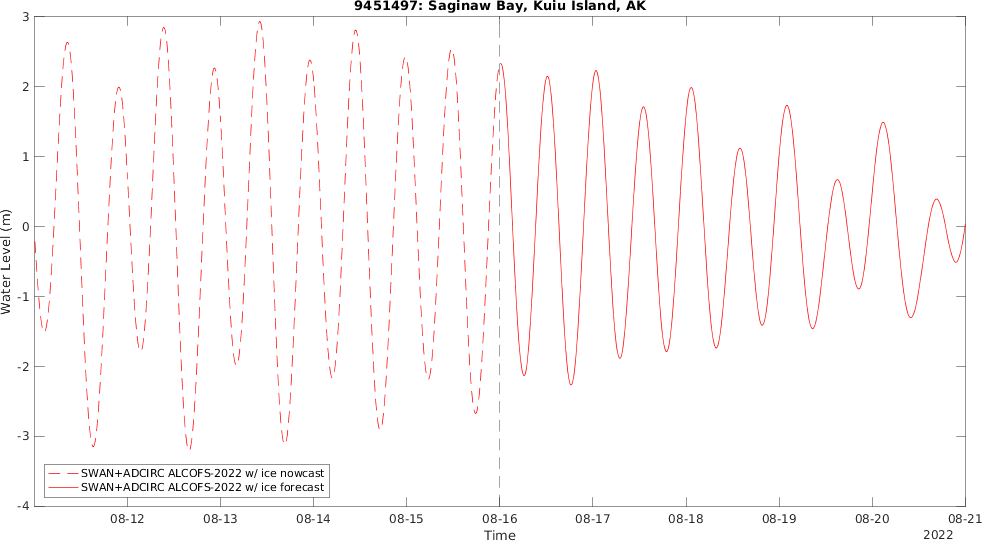 9451497: Saginaw Bay, Kuiu Island, AK
3
2
1
0
-1
-2
-3
-4
Water Level (m)
SWAN+ADCIRC ALCOFS-2022 w/ ice nowcast
SWAN+ADCIRC ALCOFS-2022 w/ ice forecast
08-12 08-13 08-14 08-15 08-16 08-17 08-18 08-19 08-20 08-21
Time
2022